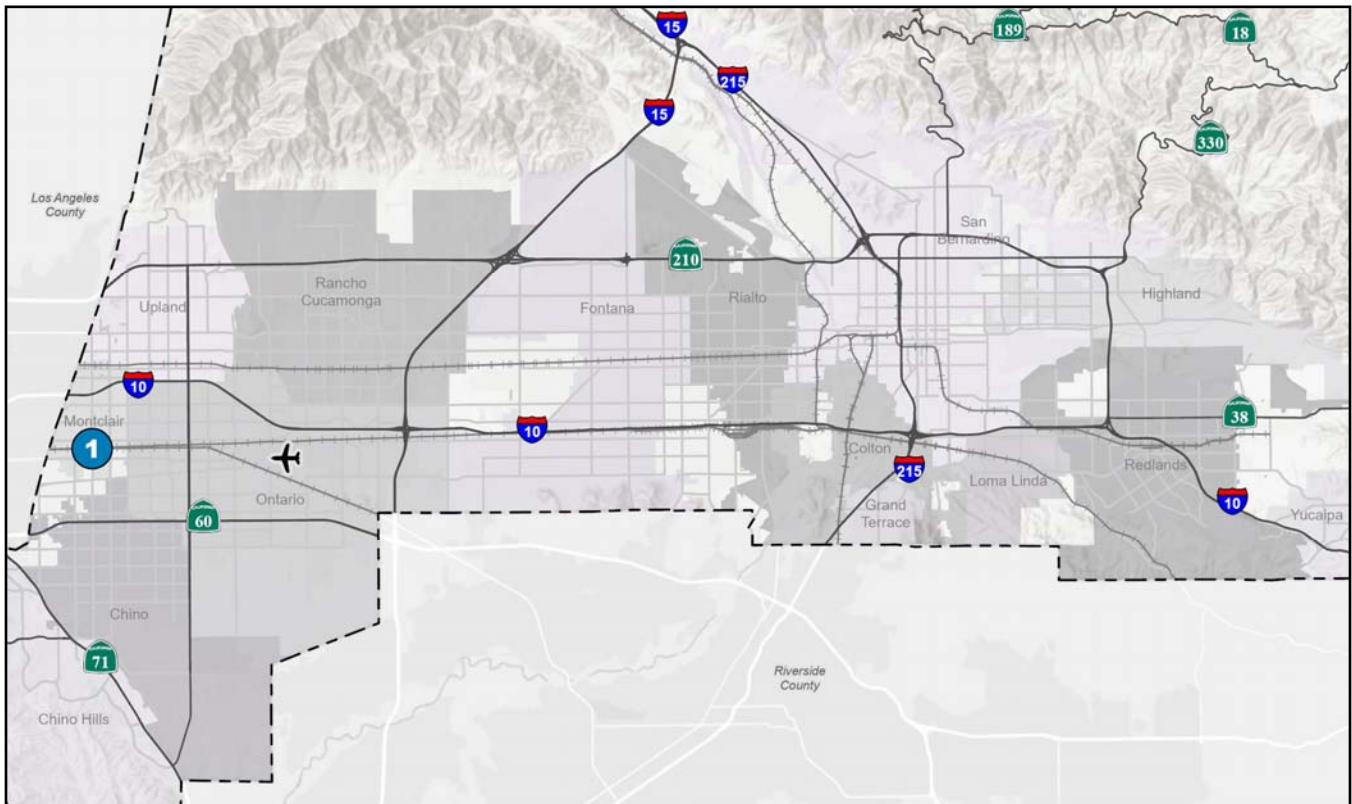 15
189
18
215
15
CALIFORNIA
330
Los Angeles
County
San
Bernardino
210
Rancho
Cucamonga
Upland
Fontana
Rialto
Highland
10
Montclair
38
1
10
Colton
215
Redlands
Loma Linda
Ontario
60
Grand
Terrace
10
Yucaipa
Chino
71
Riverside
County
Chino Hills